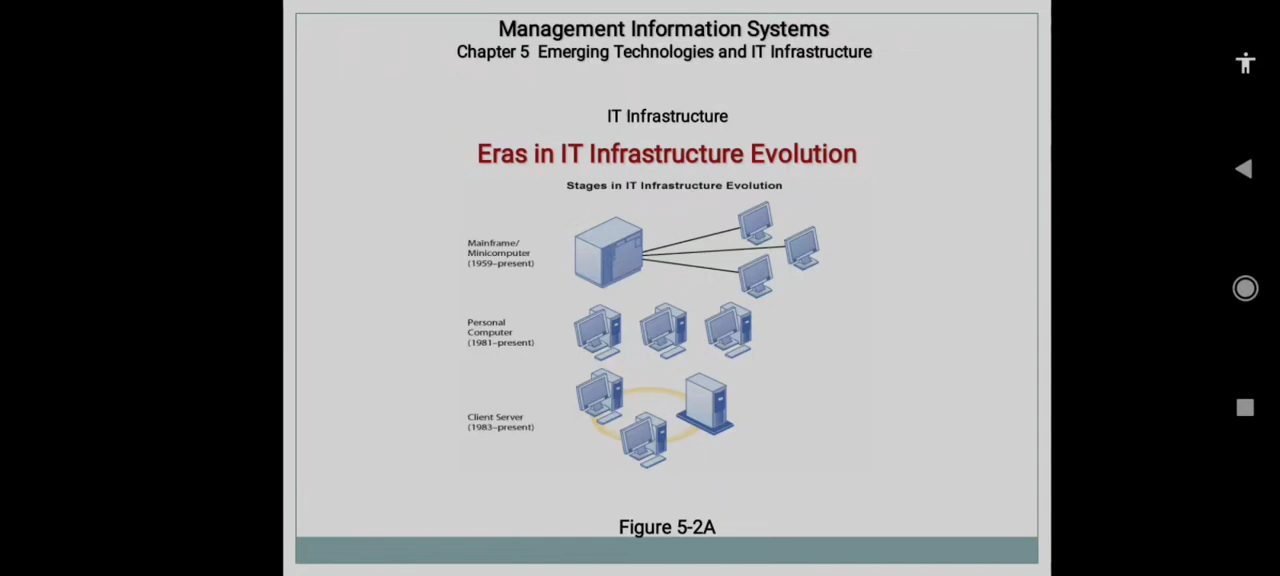 Management Information Systems
Chapter 5 Emerging Technologies and IT Infrastructure
IT Infrastructure
Eras in IT Infrastructure Evolution
Stages in IT Infrastructure Evolution
Mainframe/
Minicomputer
(1959–present)
Personal
Computer
(1981–present)
Client Server
(1983–present)
Figure 5-2A